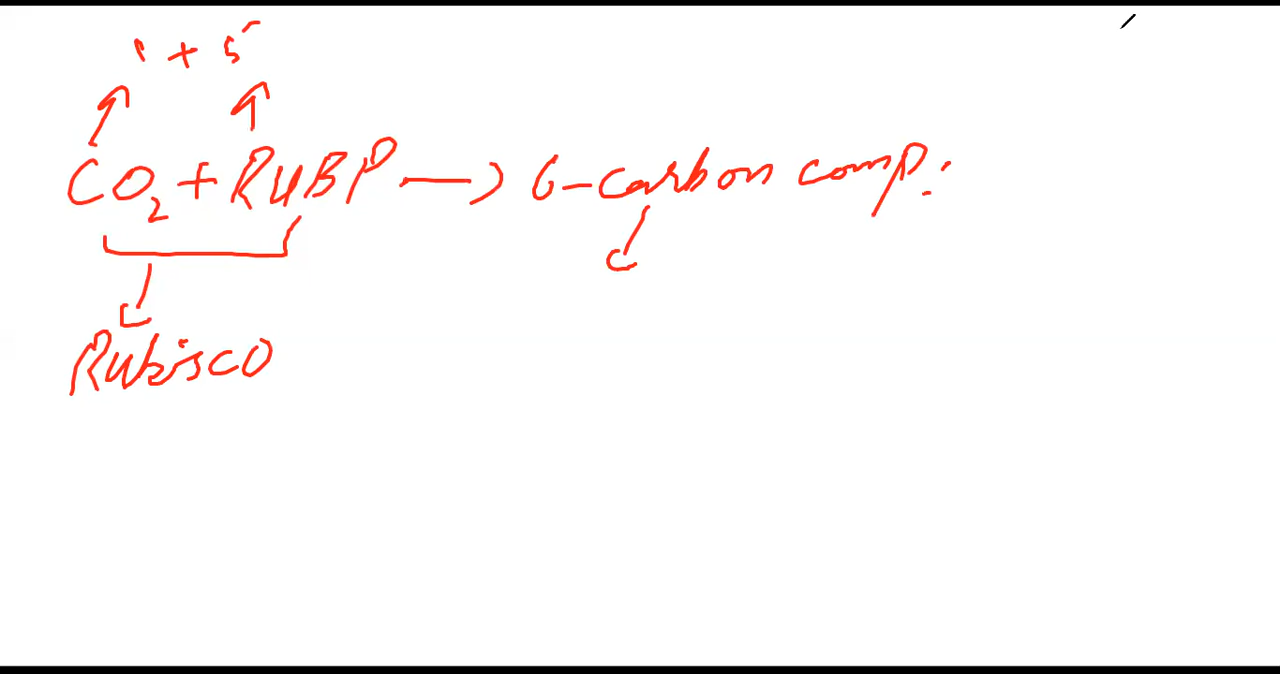 1 + 5
CO2 + RuBP → 6-carbon comp.
RubisCO